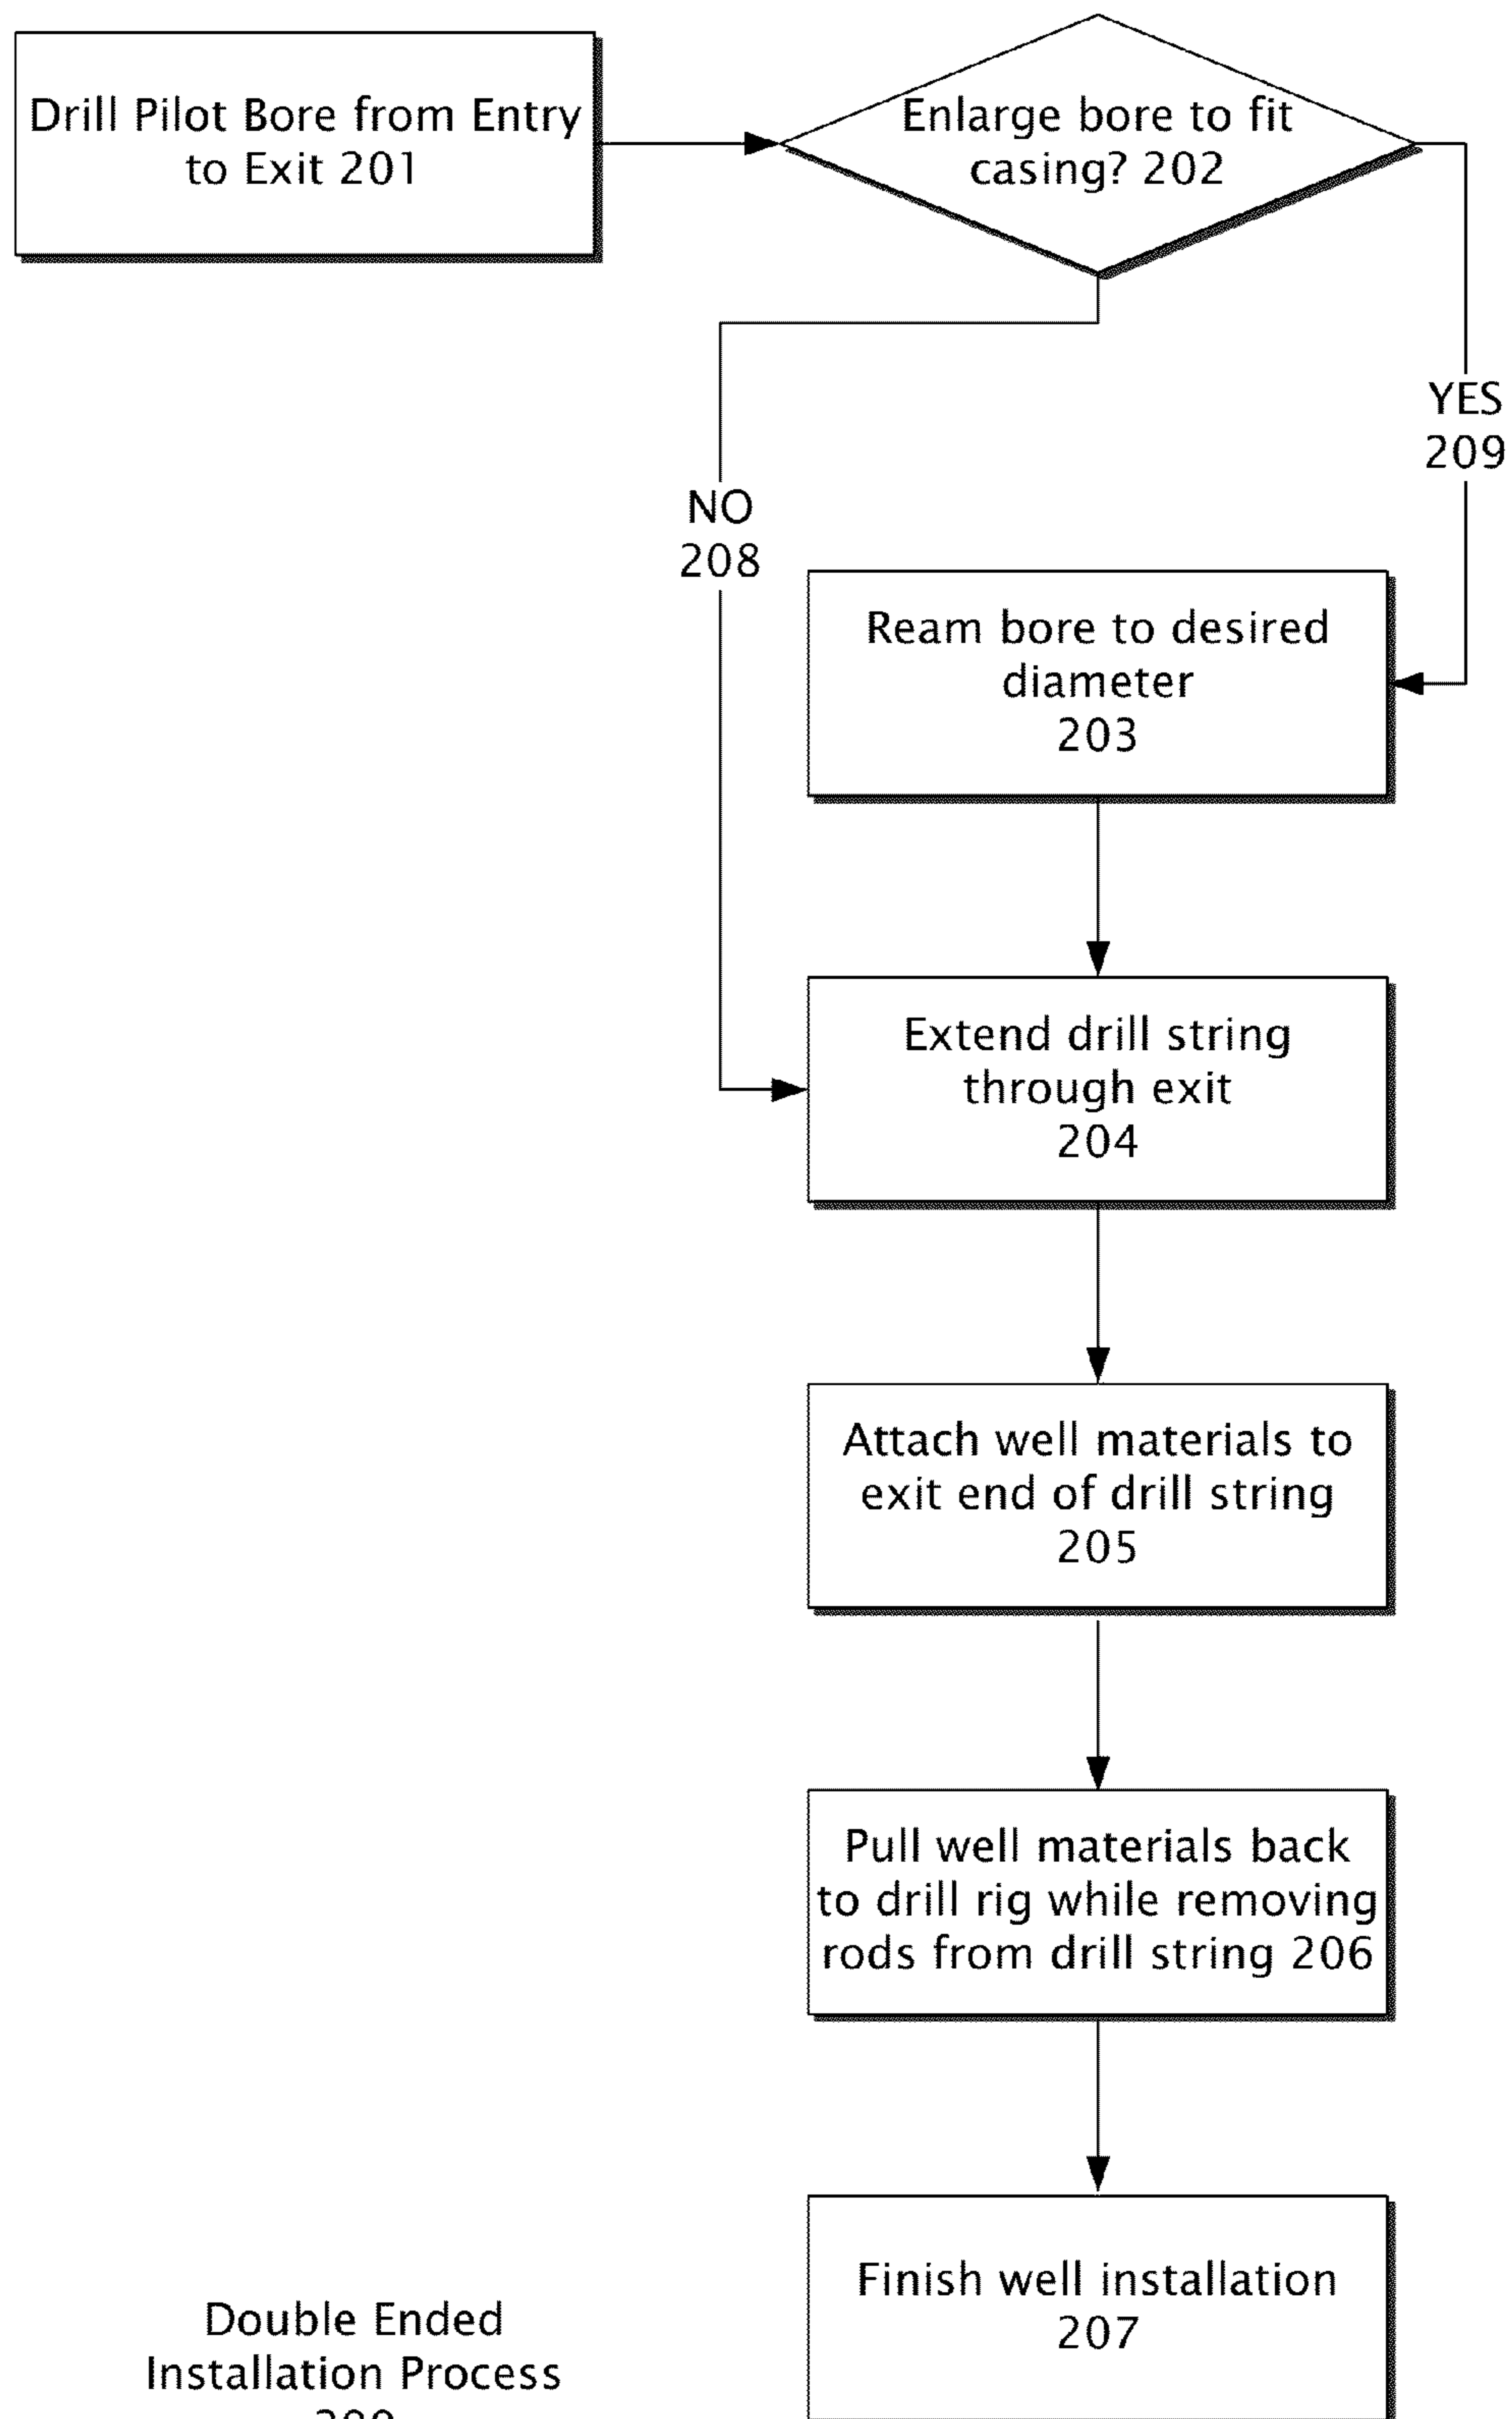 Drill Pilot Bore from Entry
to Exit 201
Enlarge bore to fit
casing? 202
YES
209
NO
208
Ream bore to desired
diameter
203
Extend drill string
through exit
204
Attach well materials to
exit end of drill string
205
Pull well materials back
to drill rig while removing
rods from drill string 206
Finish well installation
207
Double Ended
Installation Process